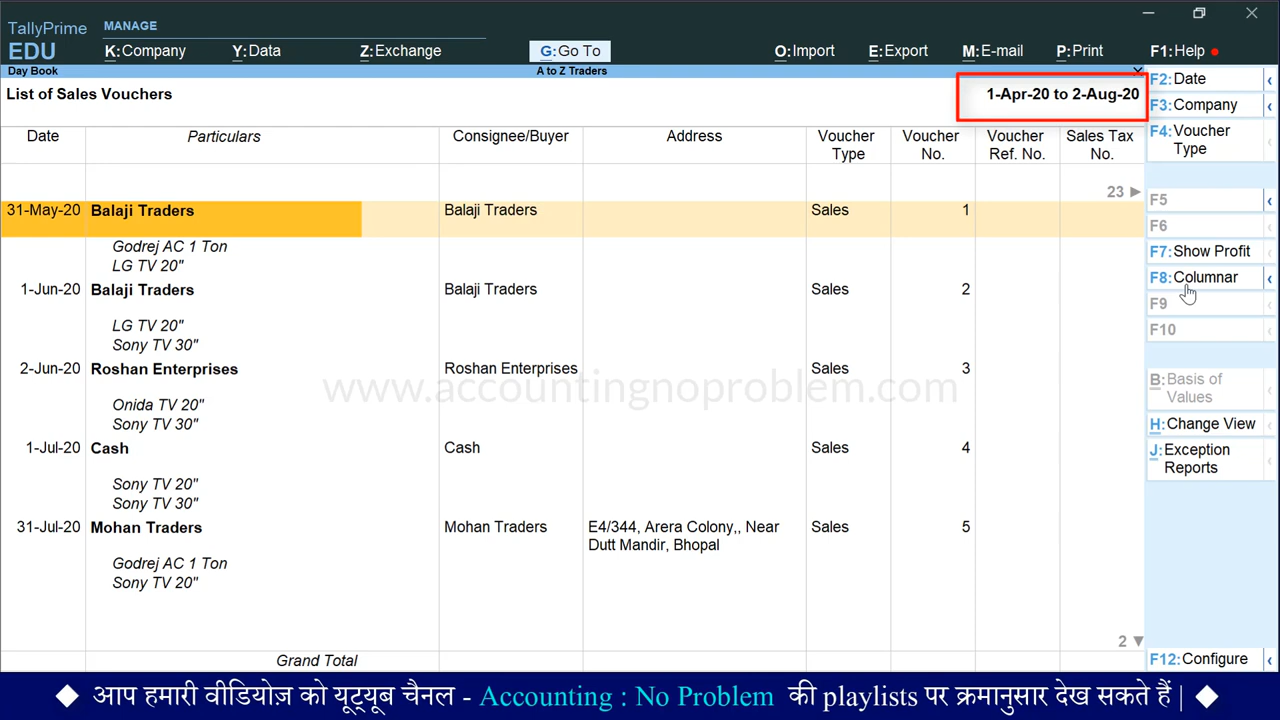 TallyPrime MANAGE
EDU K:Company Y:Data Z:Exchange G:Go To O:Import E:Export M:E-mail P:Print F1:Help
Day Book A to Z Traders
List of Sales Vouchers 1-Apr-20 to 2-Aug-20
Date Particulars Consignee/Buyer Address Voucher Type Voucher No. Voucher Ref. No. Sales Tax No.
23
31-May-20 Balaji Traders Balaji Traders Sales 1
Godrej AC 1 Ton
LG TV 20"
1-Jun-20 Balaji Traders Balaji Traders Sales 2
LG TV 20"
Sony TV 30"
2-Jun-20 Roshan Enterprises Roshan Enterprises Sales 3
www.accountingnoproblem.com
Onida TV 20"
Sony TV 30"
1-Jul-20 Cash Cash Sales 4
Sony TV 20"
Sony TV 30"
31-Jul-20 Mohan Traders Mohan Traders E4/344, Arera Colony,, Near Sales 5
Dutt Mandir, Bhopal
Godrej AC 1 Ton
Sony TV 20"
2
Grand Total
F2:Date
F3:Company
F4:Voucher
Type
F5
F6
F7:Show Profit
F8:Columnar
F9
F10
B:Basis of
Values
H:Change View
J:Exception
Reports
F12:Configure
आप हमारी वीडियोज़ को यूट्यूब चैनल - Accounting : No Problem की playlists पर क्रमानुसार देख सकते हैं |